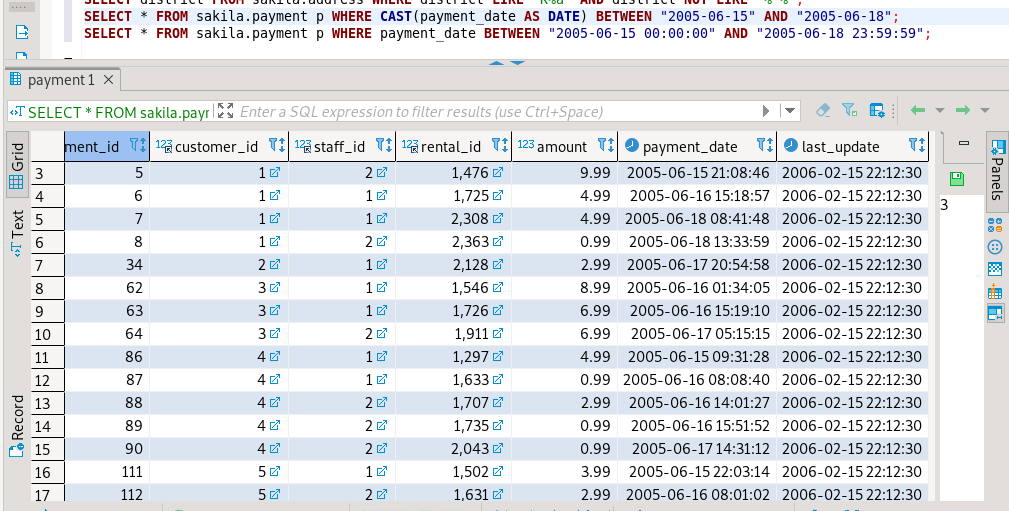 SELECT district FROM sakila.address WHERE district LIKE "K%a" AND district NOT LIKE "% %";
SELECT * FROM sakila.payment p WHERE CAST(payment_date AS DATE) BETWEEN "2005-06-15" AND "2005-06-18";
SELECT * FROM sakila.payment p WHERE payment_date BETWEEN "2005-06-15 00:00:00" AND "2005-06-18 23:59:59";
payment 1
SELECT * FROM sakila.payr Enter a SQL expression to filter results (use Ctrl+Space)
ment_id 123 customer_id 123 staff_id 123 rental_id 123 amount payment_date last_update
3 5 1 2 1,476 9.99 2005-06-15 21:08:46 2006-02-15 22:12:30
4 6 1 1 1,725 4.99 2005-06-16 15:18:57 2006-02-15 22:12:30
5 7 1 1 2,308 4.99 2005-06-18 08:41:48 2006-02-15 22:12:30
6 8 1 2 2,363 0.99 2005-06-18 13:33:59 2006-02-15 22:12:30
7 34 2 1 2,128 2.99 2005-06-17 20:54:58 2006-02-15 22:12:30
8 62 3 1 1,546 8.99 2005-06-16 01:34:05 2006-02-15 22:12:30
9 63 3 1 1,726 6.99 2005-06-16 15:19:10 2006-02-15 22:12:30
10 64 3 2 1,911 6.99 2005-06-17 05:15:15 2006-02-15 22:12:30
11 86 4 1 1,297 4.99 2005-06-15 09:31:28 2006-02-15 22:12:30
12 87 4 1 1,633 0.99 2005-06-16 08:08:40 2006-02-15 22:12:30
13 88 4 2 1,707 2.99 2005-06-16 14:01:27 2006-02-15 22:12:30
14 89 4 2 1,735 0.99 2005-06-16 15:51:52 2006-02-15 22:12:30
15 90 4 2 2,043 0.99 2005-06-17 14:31:12 2006-02-15 22:12:30
16 111 5 1 1,502 3.99 2005-06-15 22:03:14 2006-02-15 22:12:30
17 112 5 2 1,631 2.99 2005-06-16 08:01:02 2006-02-15 22:12:30
Grid
Text
Record
3
Panels